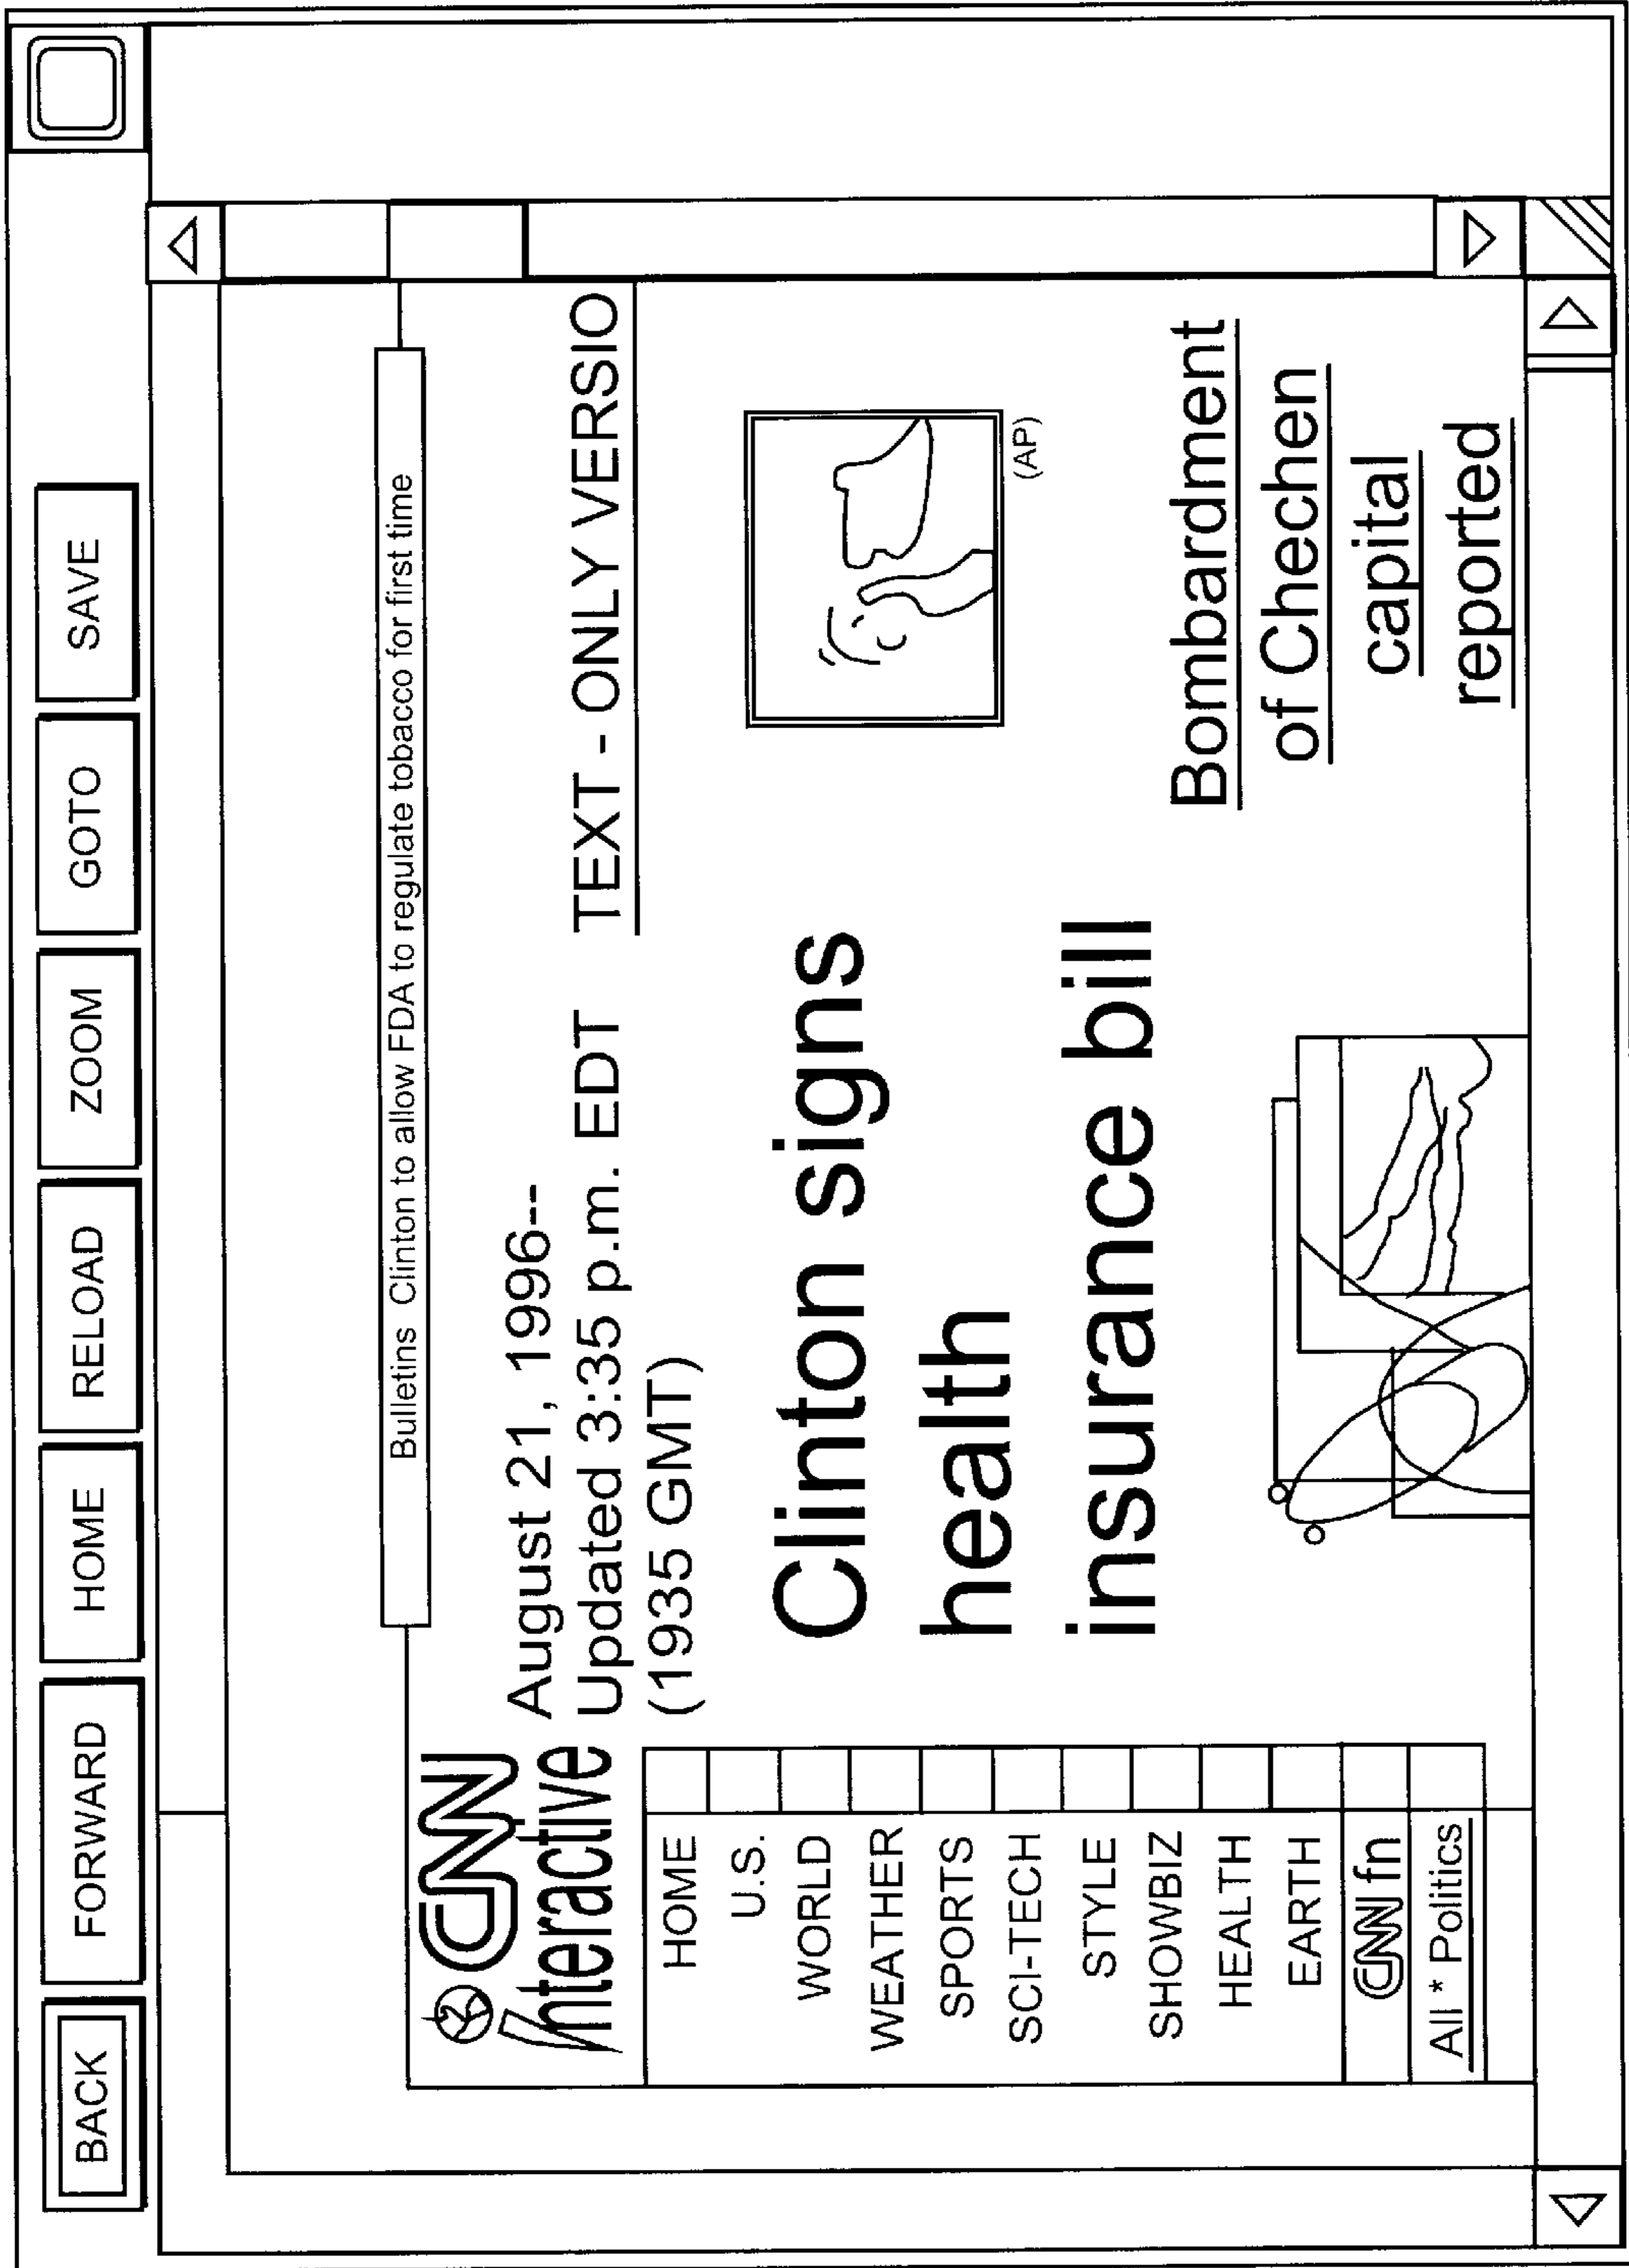 BACK FORWARD HOME RELOAD ZOOM GOTO SAVE
Bulletins Clinton to allow FDA to regulate tobacco for first time
CNN
interactive
August 21, 1996--
Updated 3:35 p.m. EDT TEXT - ONLY VERSIO
(1935 GMT)
HOME
U.S.
WORLD
WEATHER
SPORTS
SCI-TECH
STYLE
SHOWBIZ
HEALTH
EARTH
CNN fn
All * Politics
Clinton signs
health
insurance bill
(AP)
Bombardment
of Chechen
capital
reported